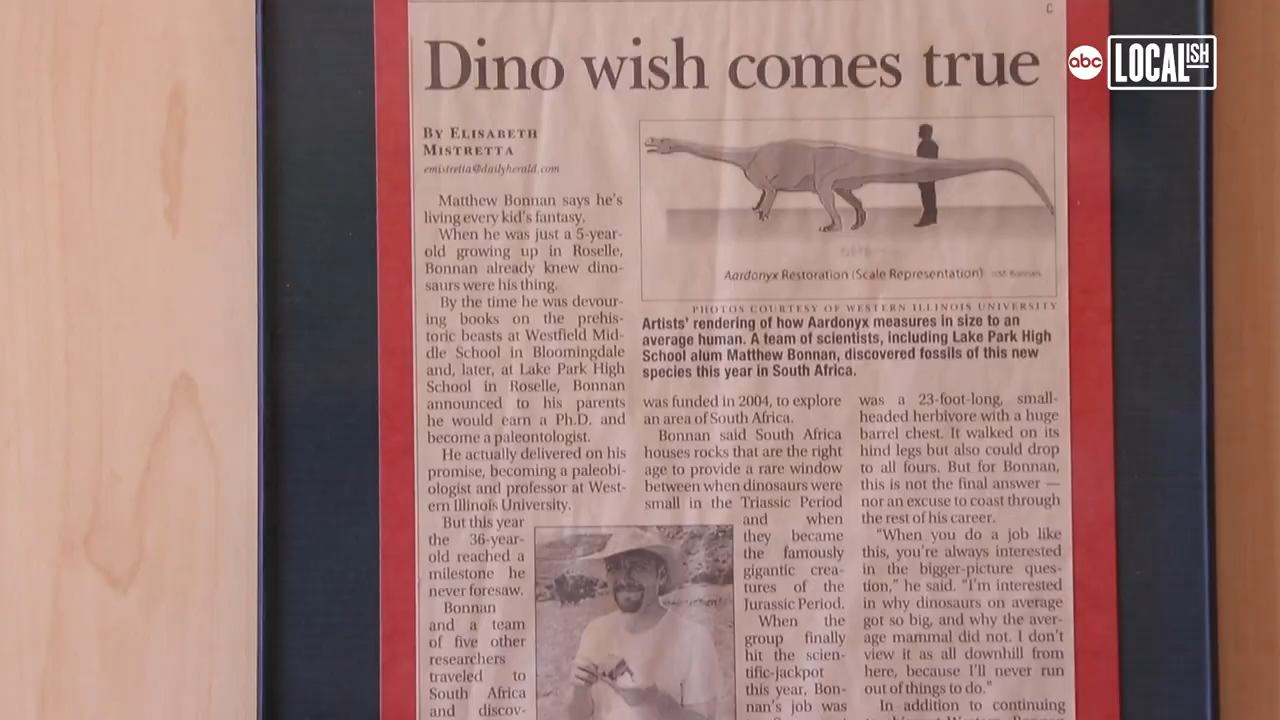 C
Dino wish comes true
abc LOCALISH
BY ELISABETH
MISTRETTA
emistretta@dailyherald.com
Matthew Bonnan says he's
living every kid's fantasy.
When he was just a 5-year-
old growing up in Roselle,
Bonnan already knew dino-
saurs were his thing.
By the time he was devour-
ing books on the prehis-
toric beasts at Westfield Mid-
dle School in Bloomingdale
and, later, at Lake Park High
School in Roselle, Bonnan
announced to his parents
he would earn a Ph.D. and
become a paleontologist.
He actually delivered on his
promise, becoming a paleobi-
ologist and professor at West-
ern Illinois University.
But this year
the 36-year-
old reached a
milestone he
never foresaw.
Bonnan
and a team
of five other
researchers
traveled to
South Africa
and discov-
Aardonyx Restoration (Scale Representation)
PHOTOS COURTESY OF WESTERN ILLINOIS UNIVERSITY
Artists' rendering of how Aardonyx measures in size to an
average human. A team of scientists, including Lake Park High
School alum Matthew Bonnan, discovered fossils of this new
species this year in South Africa.
was funded in 2004, to explore
an area of South Africa.
Bonnan said South Africa
houses rocks that are the right
age to provide a rare window
between when dinosaurs were
small in the Triassic Period
and when
they became
the famously
gigantic crea-
tures of the
Jurassic Period.
When the
group finally
hit the scien-
tific-jackpot
this year, Bon-
nan's job was
was a 23-foot-long, small-
headed herbivore with a huge
barrel chest. It walked on its
hind legs but also could drop
to all fours. But for Bonnan,
this is not the final answer —
nor an excuse to coast through
the rest of his career.
"When you do a job like
this, you're always interested
in the bigger-picture ques-
tion," he said. "I'm interested
in why dinosaurs on average
got so big, and why the aver-
age mammal did not. I don't
view it as all downhill from
here, because I'll never run
out of things to do."
In addition to continuing